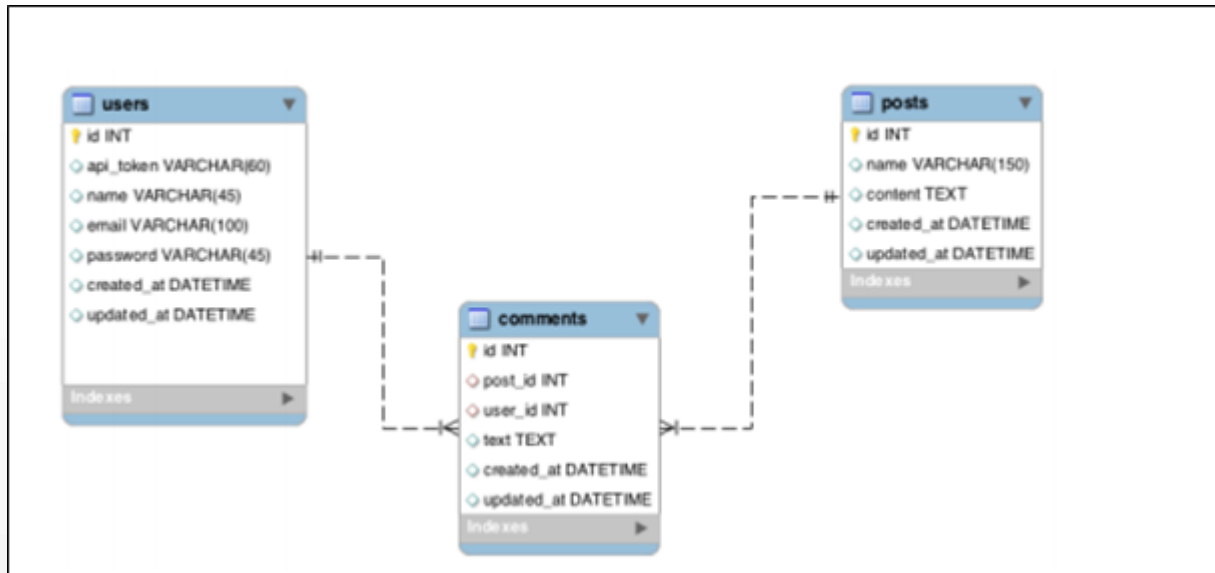 users
id INT
api_token VARCHAR(60)
name VARCHAR(45)
email VARCHAR(100)
password VARCHAR(45)
created_at DATETIME
updated_at DATETIME
Indexes
posts
id INT
name VARCHAR(150)
content TEXT
created_at DATETIME
updated_at DATETIME
Indexes
comments
id INT
post_id INT
user_id INT
text TEXT
created_at DATETIME
updated_at DATETIME
Indexes